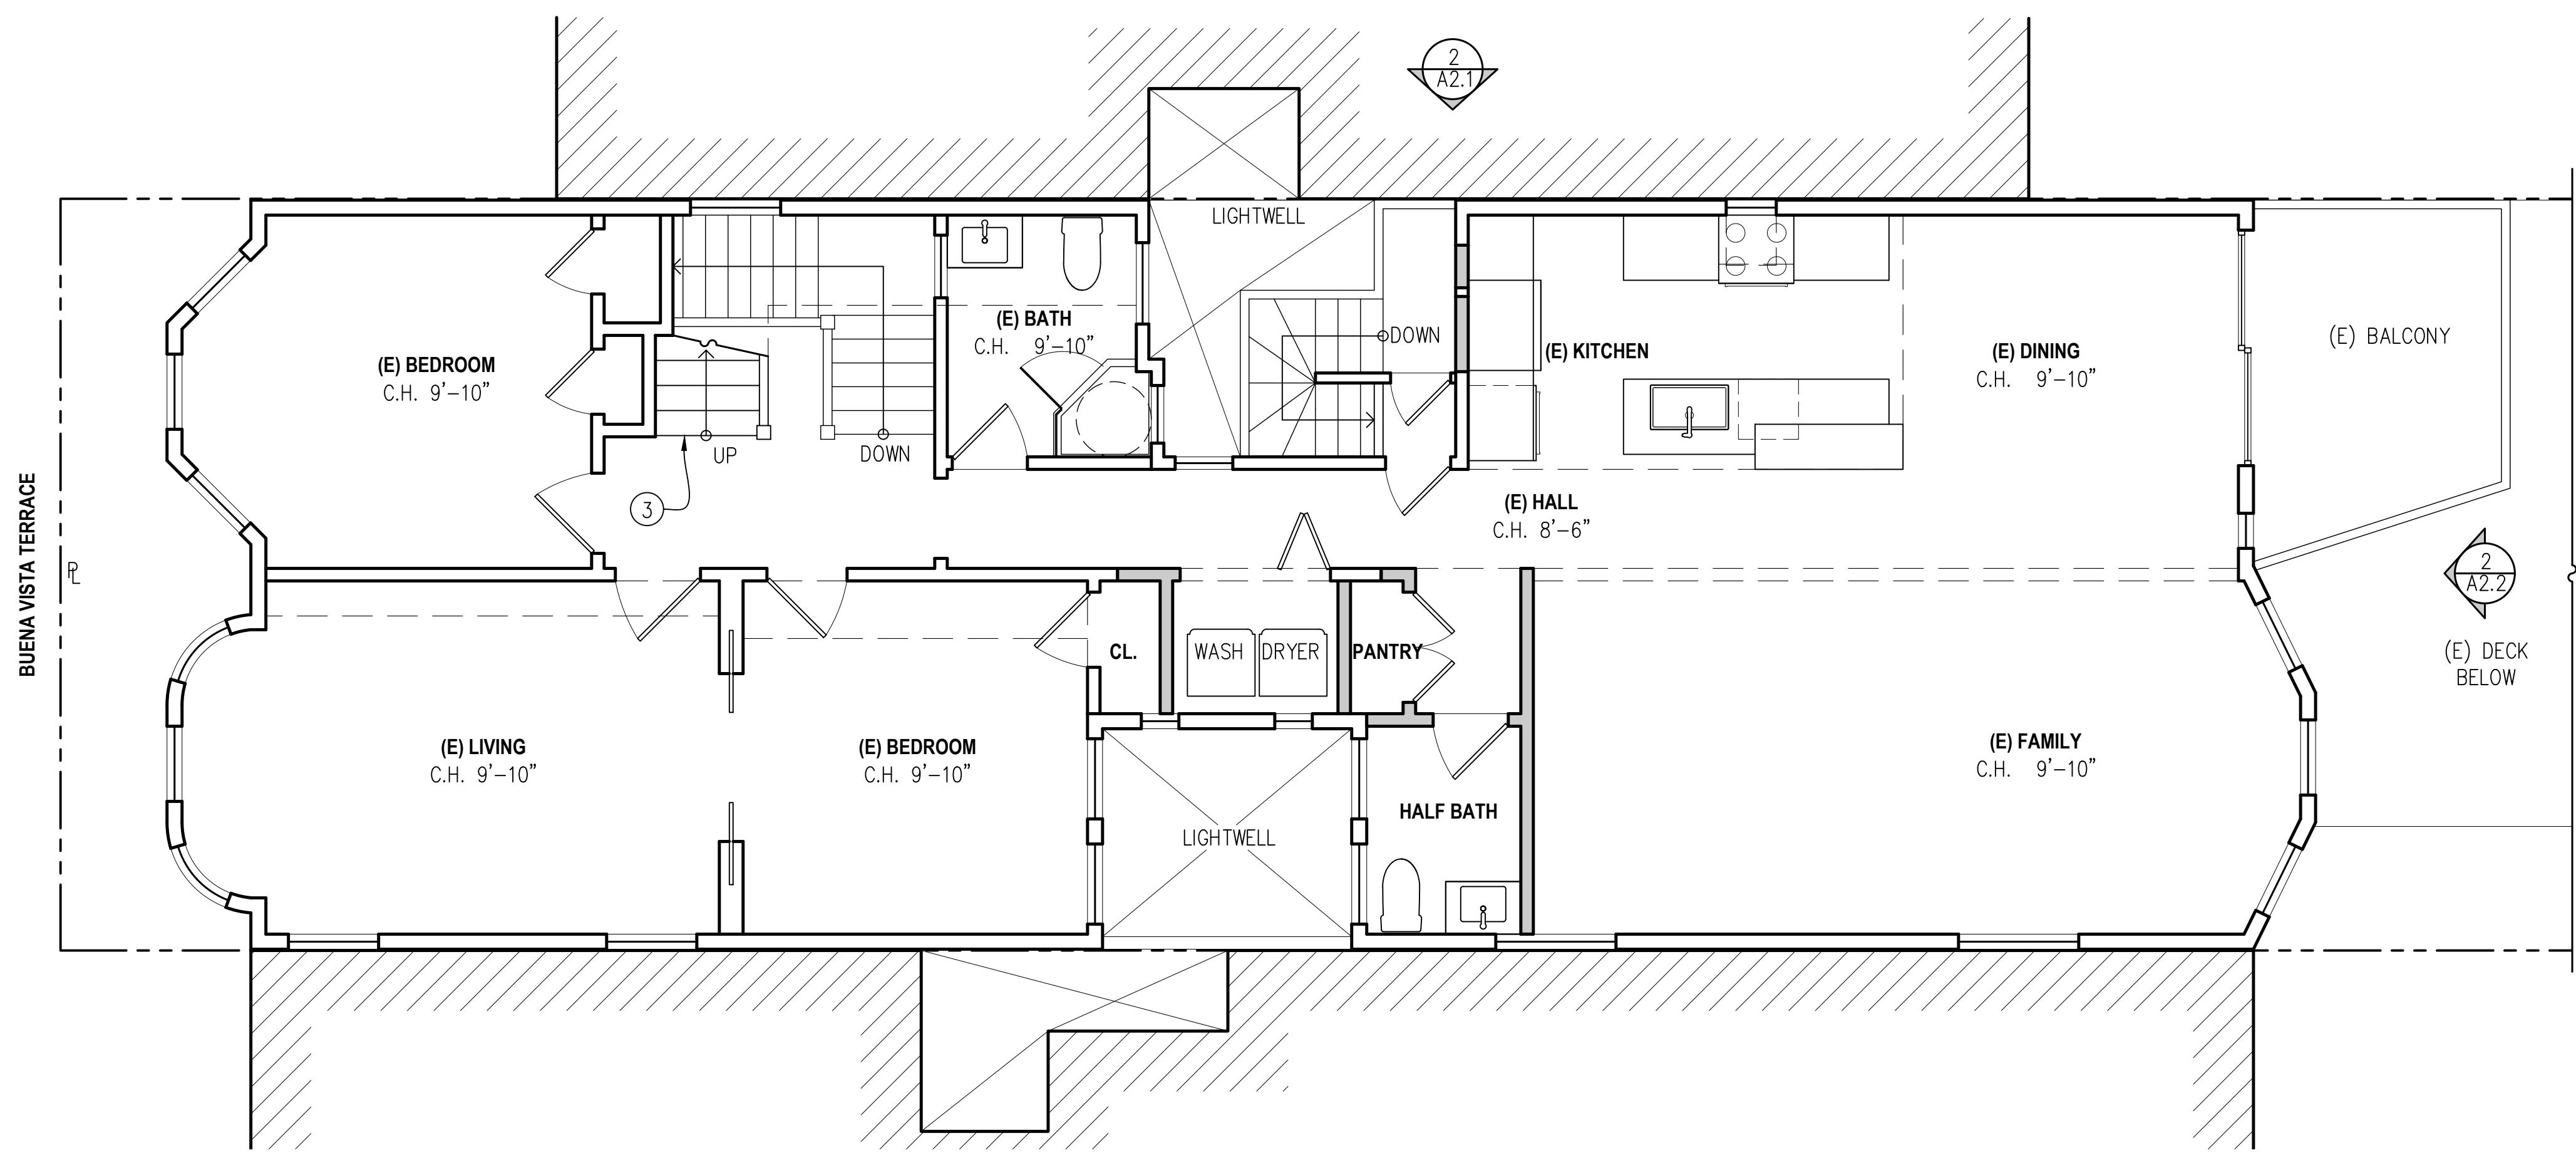 2
A2.1
LIGHTWELL
(E) BATH
C.H. 9'-10"
DOWN
(E) KITCHEN
(E) DINING
C.H. 9'-10"
(E) BALCONY
(E) BEDROOM
C.H. 9'-10"
UP
DOWN
3
(E) HALL
C.H. 8'-6"
BUENA VISTA TERRACE
PL
2
A2.2
CL.
WASH
DRYER
PANTRY
(E) DECK
BELOW
(E) LIVING
C.H. 9'-10"
(E) BEDROOM
C.H. 9'-10"
(E) FAMILY
C.H. 9'-10"
HALF BATH
LIGHTWELL